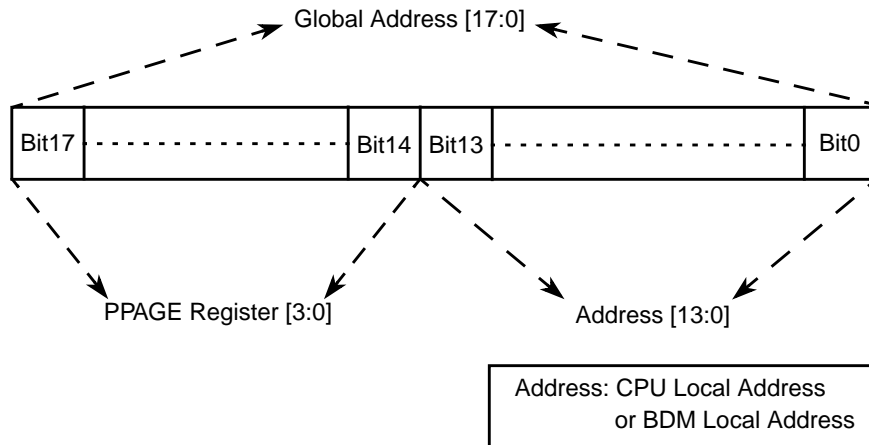 Global Address [17:0]
Bit17
Bit14
Bit13
Bit0
PPAGE Register [3:0]
Address [13:0]
Address: CPU Local Address
or BDM Local Address